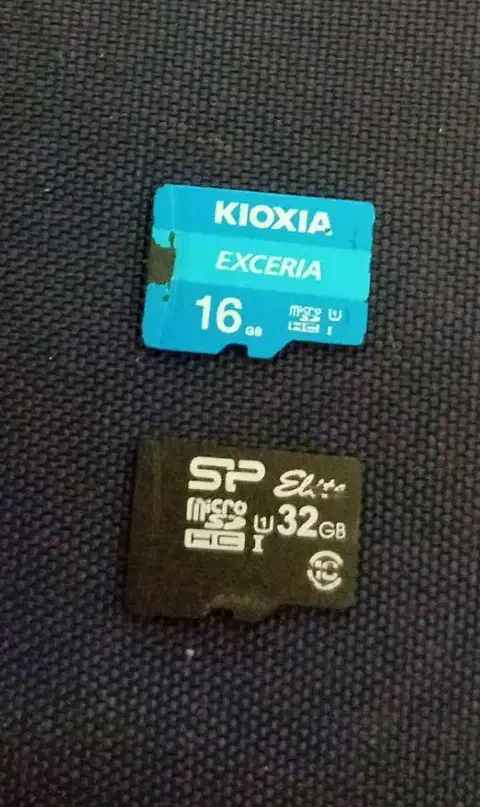 KIOXIA
EXCERIA
16 GB micro SD HC U1 I
SP Elite
micro SD HC U1 I 32GB
10